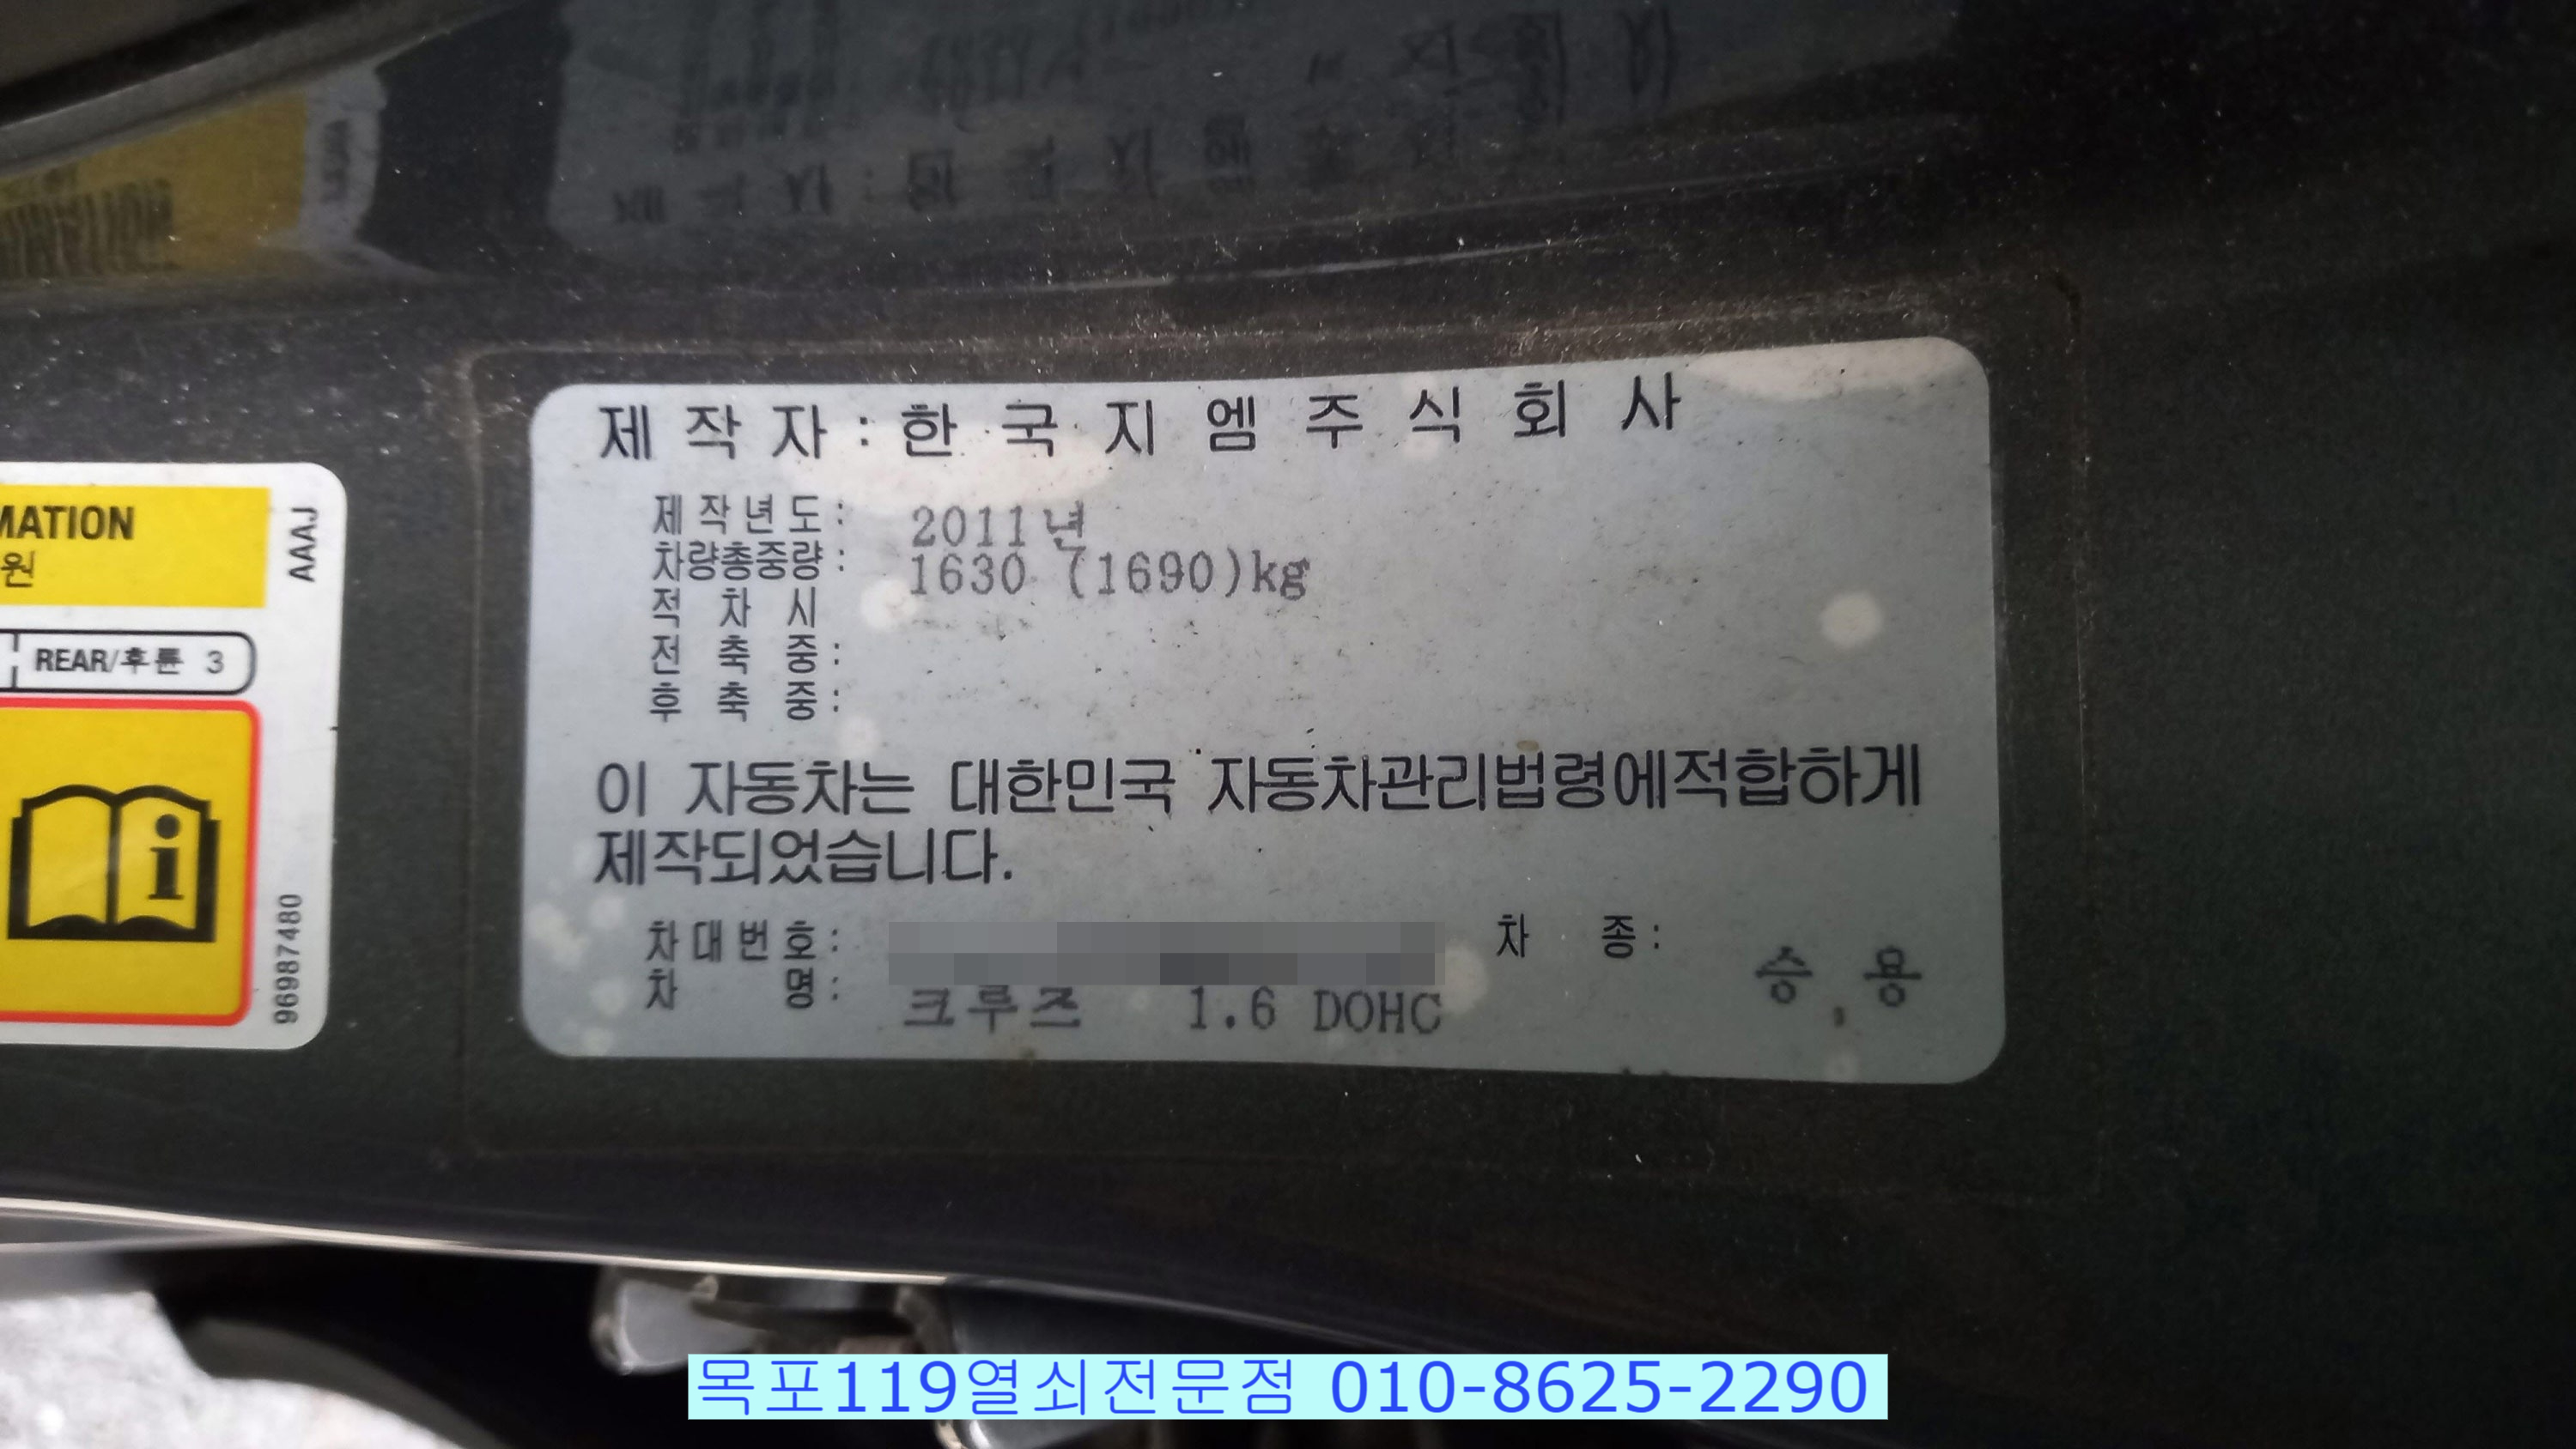 MATION
원
AAAJ
REAR/후륜 3
96987480
제작자: 한국지엠주식회사
제작년도: 2011년
차량총중량: 1630 (1690)kg
적차시
전축중:
후축중:
이 자동차는 대한민국 자동차관리법령에적합하게
제작되었습니다.
차대번호: 차종: 승용
차명: 크루즈 1.6 DOHC
목포119열쇠전문점 010-8625-2290